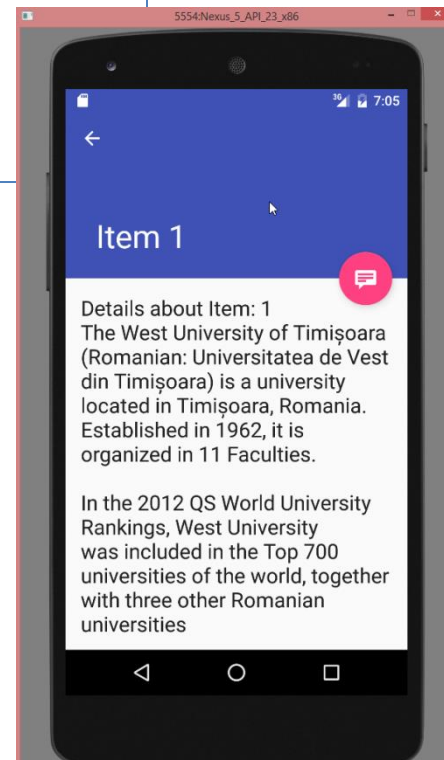 5554:Nexus_5_API_23_x86
36 7:05
Item 1
Details about Item: 1
The West University of Timișoara
(Romanian: Universitatea de Vest
din Timișoara) is a university
located in Timișoara, Romania.
Established in 1962, it is
organized in 11 Faculties.
In the 2012 QS World University
Rankings, West University
was included in the Top 700
universities of the world, together
with three other Romanian
universities